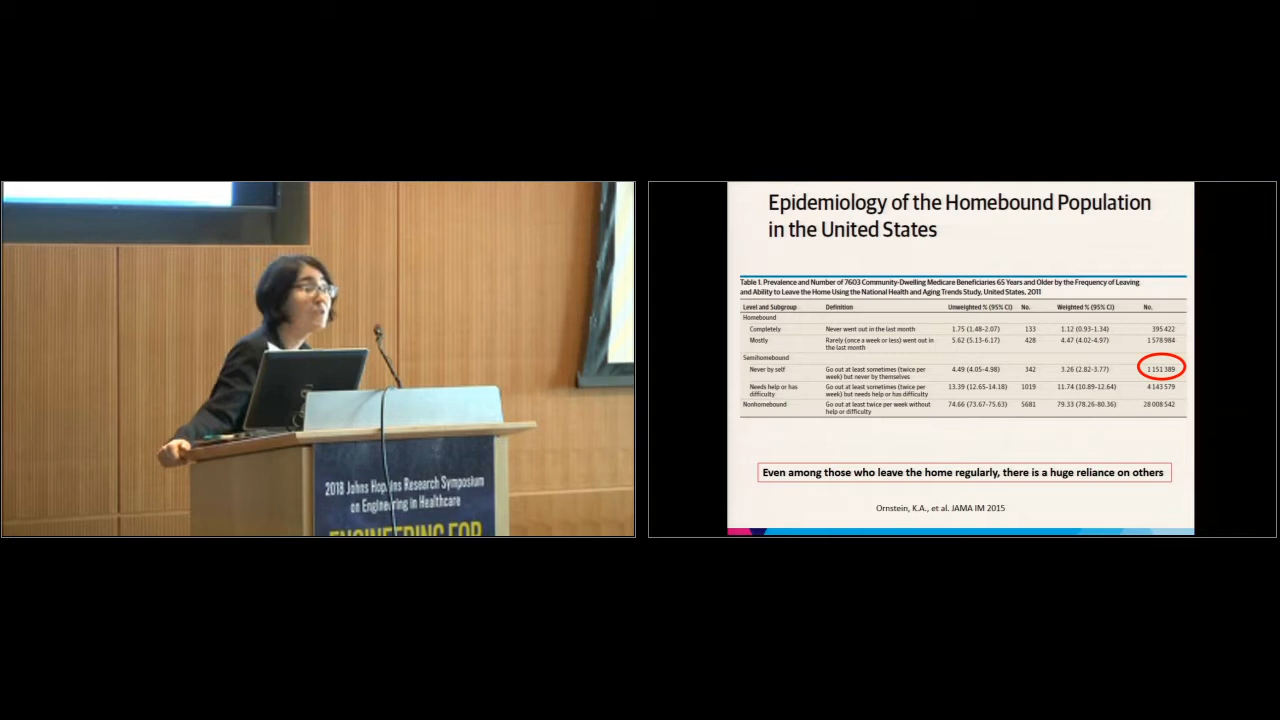 2018 Johns Hopkins Research Symposium
on Engineering in Healthcare
ENGINEERING FOR
Epidemiology of the Homebound Population
in the United States
Table 1. Prevalence and Number of 7603 Community-Dwelling Medicare Beneficiaries 65 Years and Older by the Frequency of Leaving
and Ability to Leave the Home Using the National Health and Aging Trends Study, United States, 2011
Level and Subgroup Definition Unweighted % (95% CI) No. Weighted % (95% CI) No.
Homebound
Completely Never went out in the last month 1.75 (1.48-2.07) 133 1.12 (0.93-1.34) 395 422
Mostly Rarely (once a week or less) went out in 5.62 (5.13-6.17) 428 4.47 (4.02-4.97) 1 578 984
the last month
Semihomebound
Never by self Go out at least sometimes (twice per 4.49 (4.05-4.98) 342 3.26 (2.82-3.77) 1 151 389
week) but never by themselves
Needs help or has Go out at least sometimes (twice per 13.39 (12.65-14.18) 1019 11.74 (10.89-12.64) 4 143 579
difficulty week) but needs help or has difficulty
Nonhomebound Go out at least twice per week without 74.66 (73.67-75.63) 5681 79.33 (78.26-80.36) 28 008 542
help or difficulty
Even among those who leave the home regularly, there is a huge reliance on others
Ornstein, K.A., et al. JAMA IM 2015